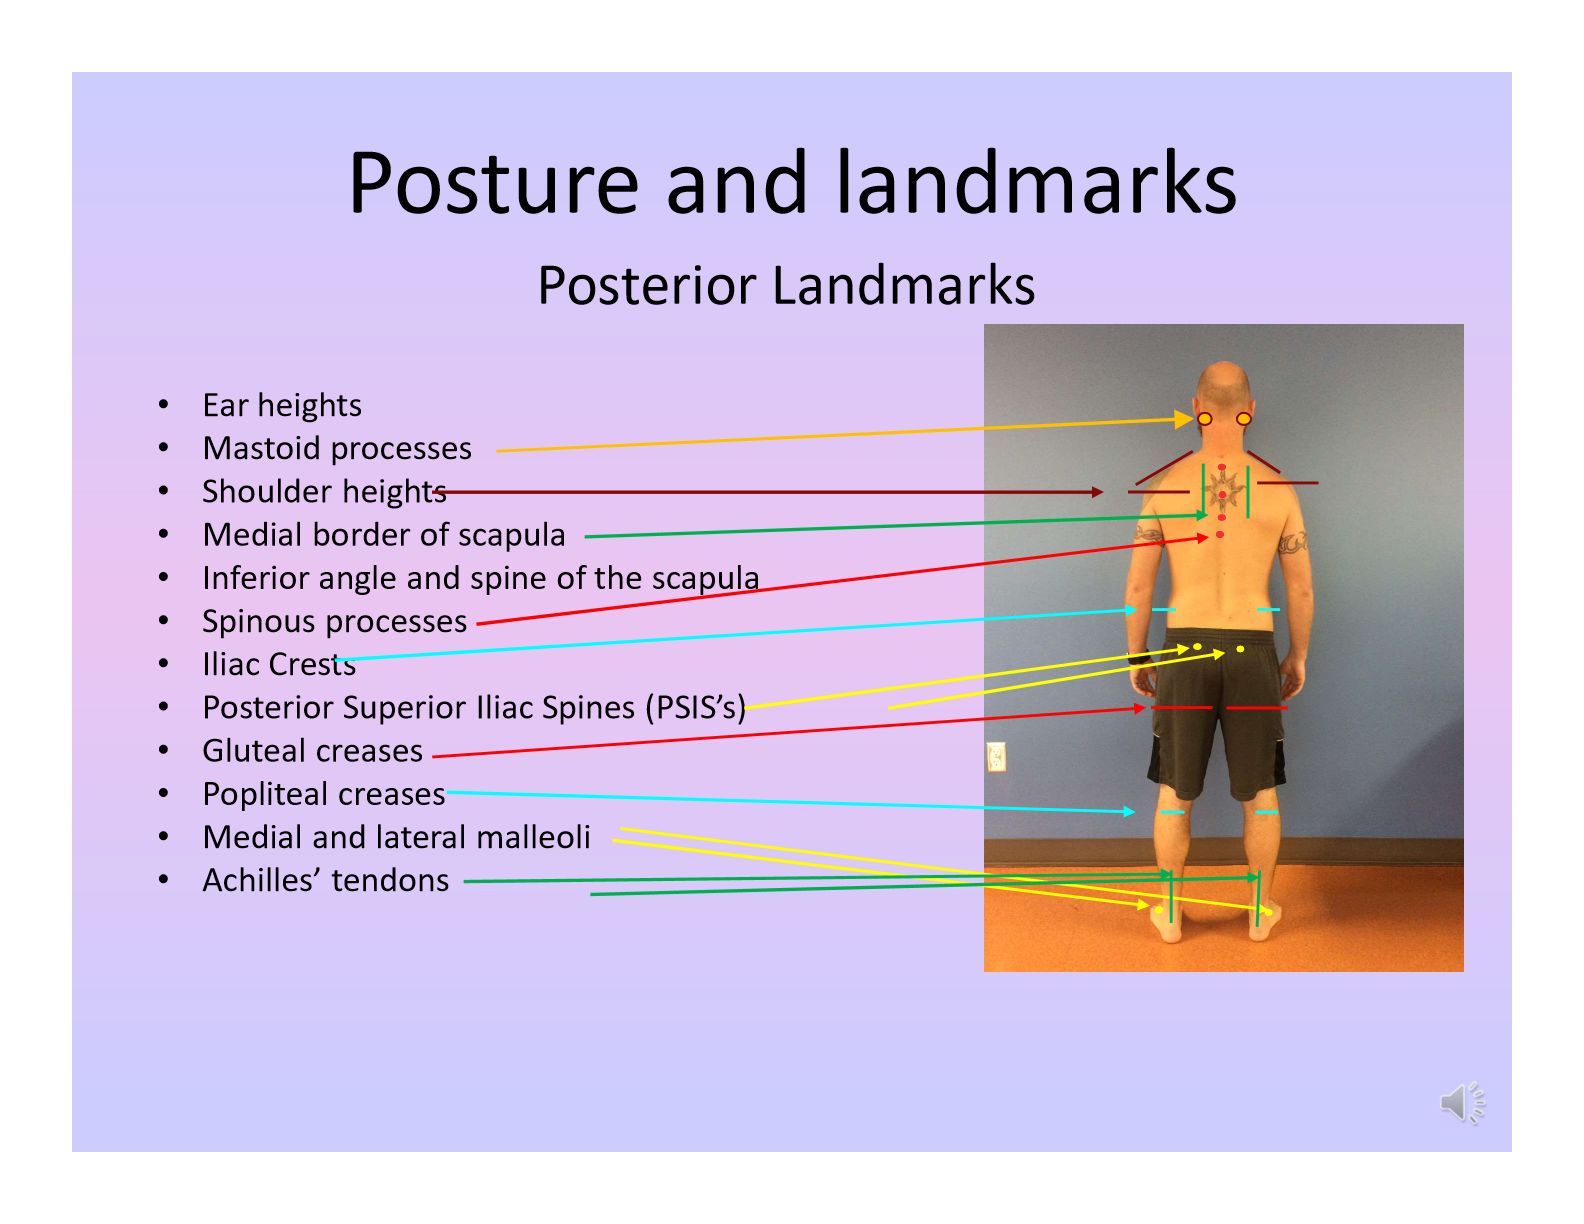 Posture and landmarks
Posterior Landmarks
• Ear heights
• Mastoid processes
• Shoulder heights
• Medial border of scapula
• Inferior angle and spine of the scapula
• Spinous processes
• Iliac Crests
• Posterior Superior Iliac Spines (PSIS’s)
• Gluteal creases
• Popliteal creases
• Medial and lateral malleoli
• Achilles’ tendons